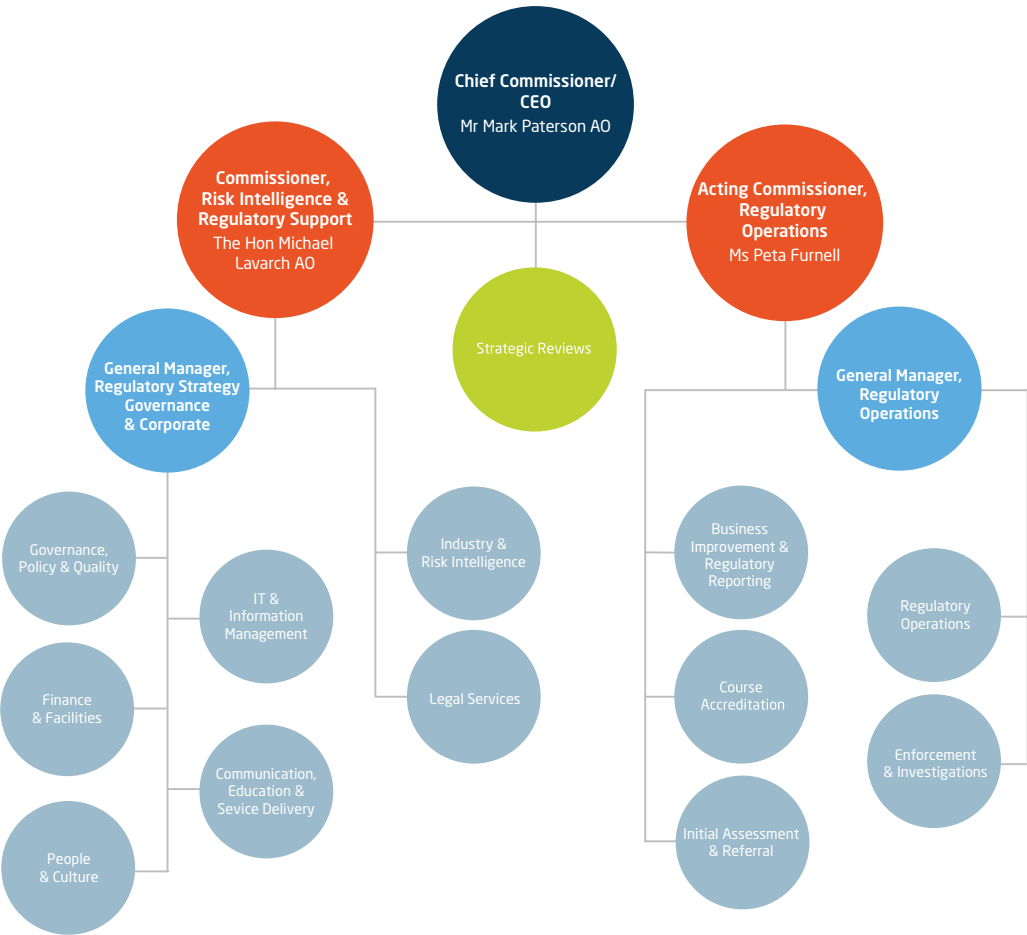 Chief Commissioner/
CEO
Mr Mark Paterson AO
Commissioner,
Risk Intelligence &
Regulatory Support
The Hon Michael
Lavarch AO
Acting Commissioner,
Regulatory
Operations
Ms Peta Furnell
Strategic Reviews
General Manager,
Regulatory Strategy
Governance
& Corporate
General Manager,
Regulatory
Operations
Governance,
Policy & Quality
IT &
Information
Management
Finance
& Facilities
Communication,
Education &
Sevice Delivery
People
& Culture
Industry &
Risk Intelligence
Legal Services
Business
Improvement &
Regulatory
Reporting
Course
Accreditation
Initial Assessment
& Referral
Regulatory
Operations
Enforcement
& Investigations